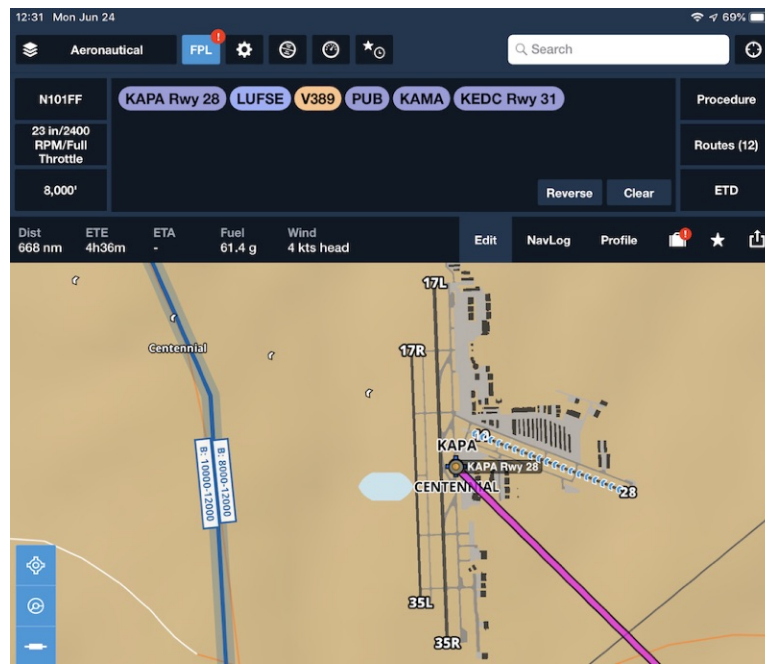 12:31 Mon Jun 24
69%
Aeronautical
FPL
!
Search
N101FF
KAPA Rwy 28 LUFSE V389 PUB KAMA KEDC Rwy 31
Procedure
23 in/2400
RPM/Full
Throttle
Routes (12)
8,000'
Reverse
Clear
ETD
Dist ETE ETA Fuel Wind
668 nm 4h36m - 61.4 g 4 kts head
Edit
NavLog
Profile
!
17L
Centennial
17R
10
KAPA
KAPA Rwy 28
CENTENNIAL
28
B: 8000-12000
B: 10000-12000
35L
35R